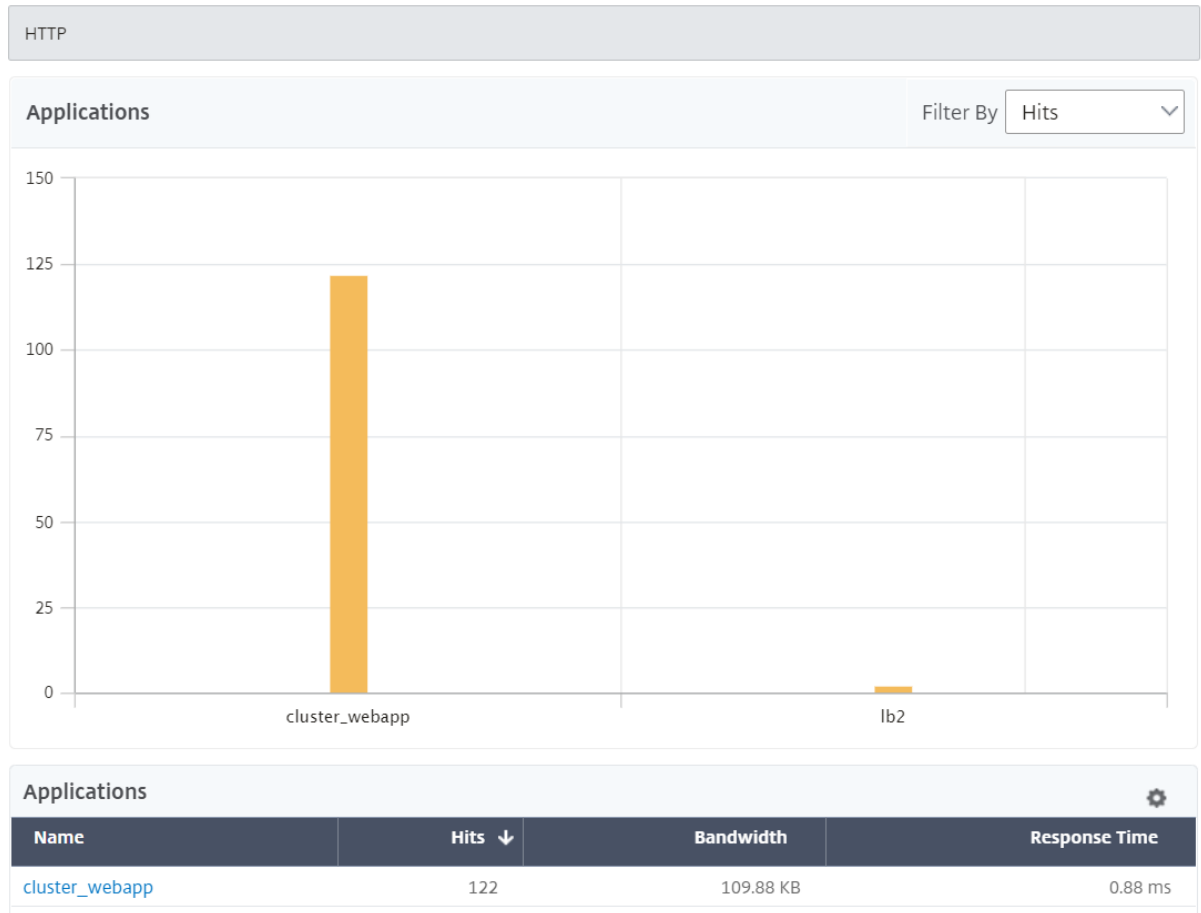 HTTP
Applications
Filter By Hits
150
125
100
75
50
25
0
cluster_webapp lb2
Applications
Name Hits Bandwidth Response Time
cluster_webapp 122 109.88 KB 0.88 ms